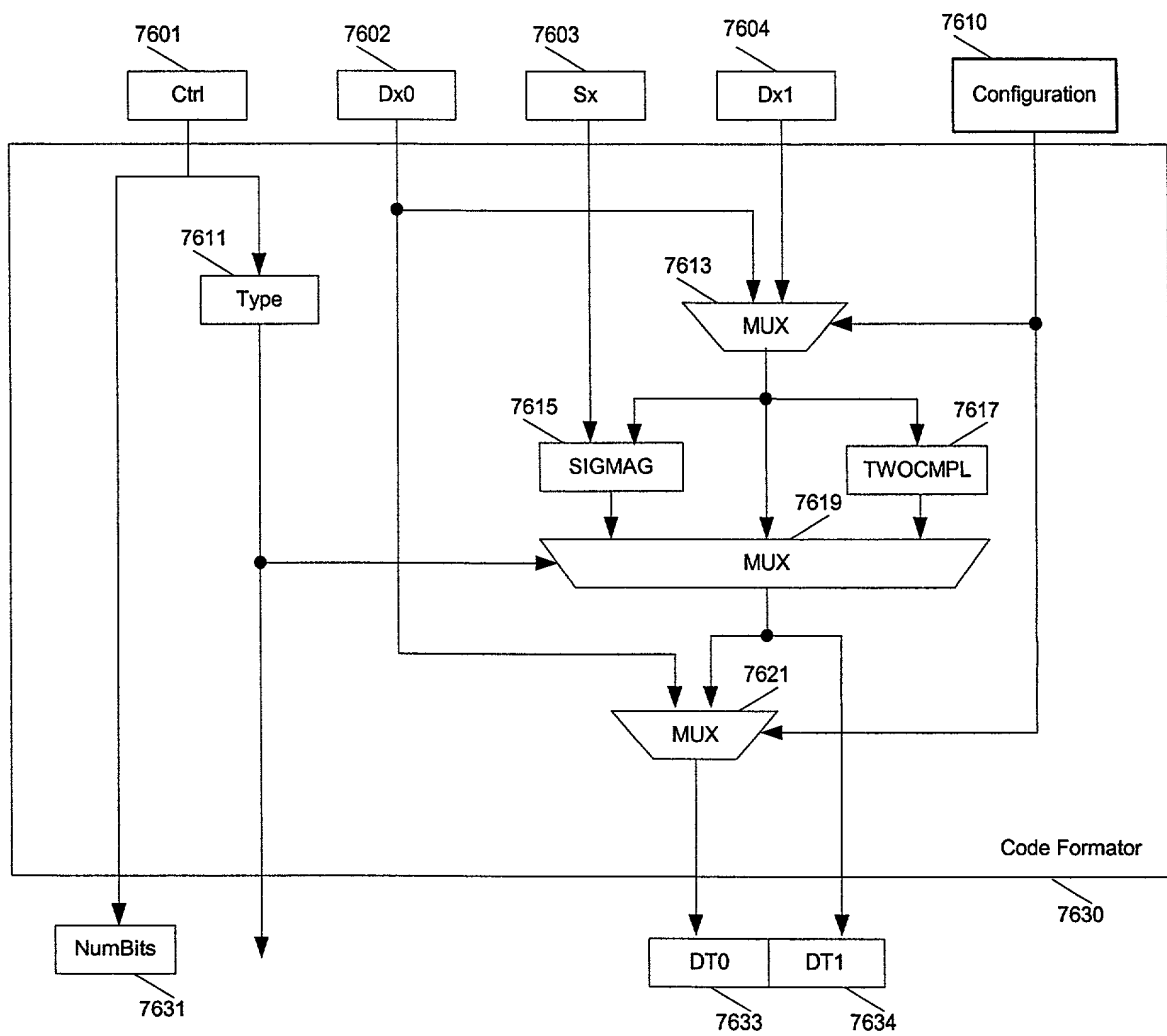 7601
7602
7603
7604
7610
Ctrl
Dx0
Sx
Dx1
Configuration
7611
Type
7613
MUX
7615
SIGMAG
7617
TWOCMPL
7619
MUX
7621
MUX
Code Formator
7630
NumBits
7631
DT0
DT1
7633
7634